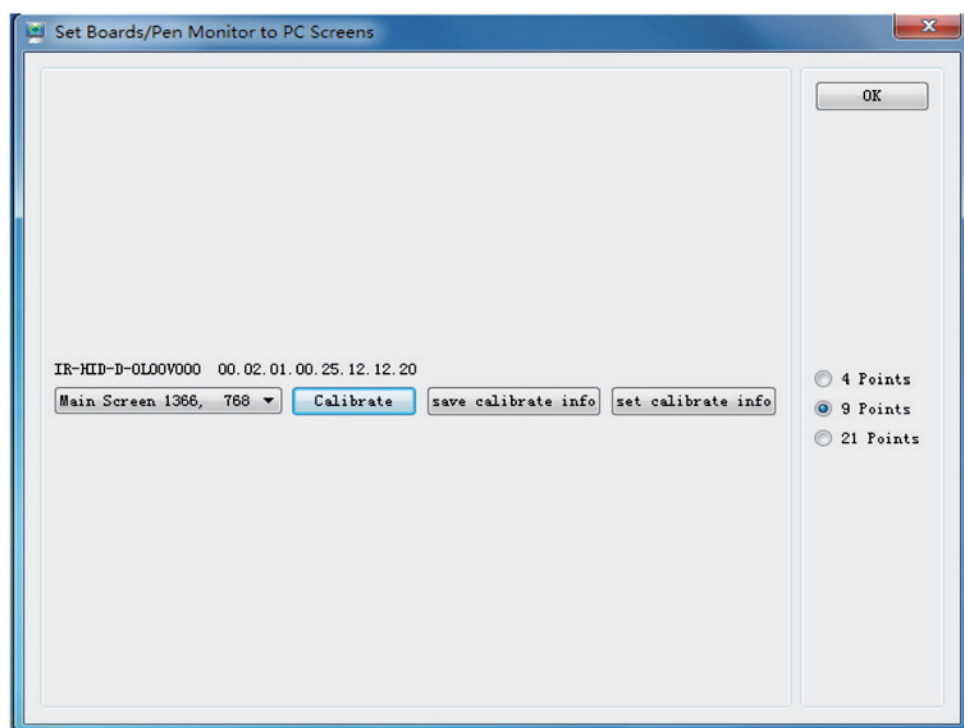 Set Boards/Pen Monitor to PC Screens
OK
IR-HID-D-OL00V000 00.02.01.00.25.12.12.20
Main Screen 1366, 768
Calibrate
save calibrate info
set calibrate info
4 Points
9 Points
21 Points